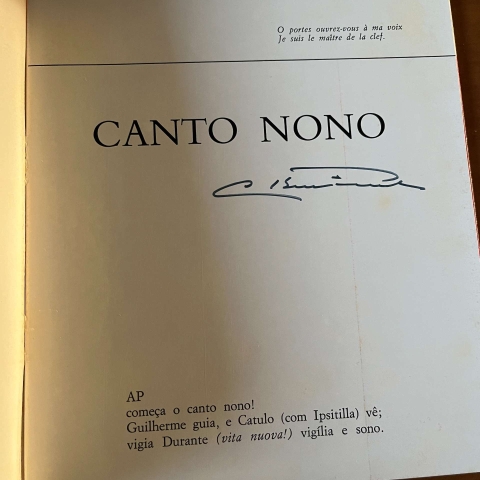 O portes ouvrez-vous à ma voix
Je suis le maître de la clef.
CANTO NONO
AP
começa o canto nono!
Guilherme guia, e Catulo (com Ipsitilla) vê;
vigia Durante (vita nuova!) vigília e sono.